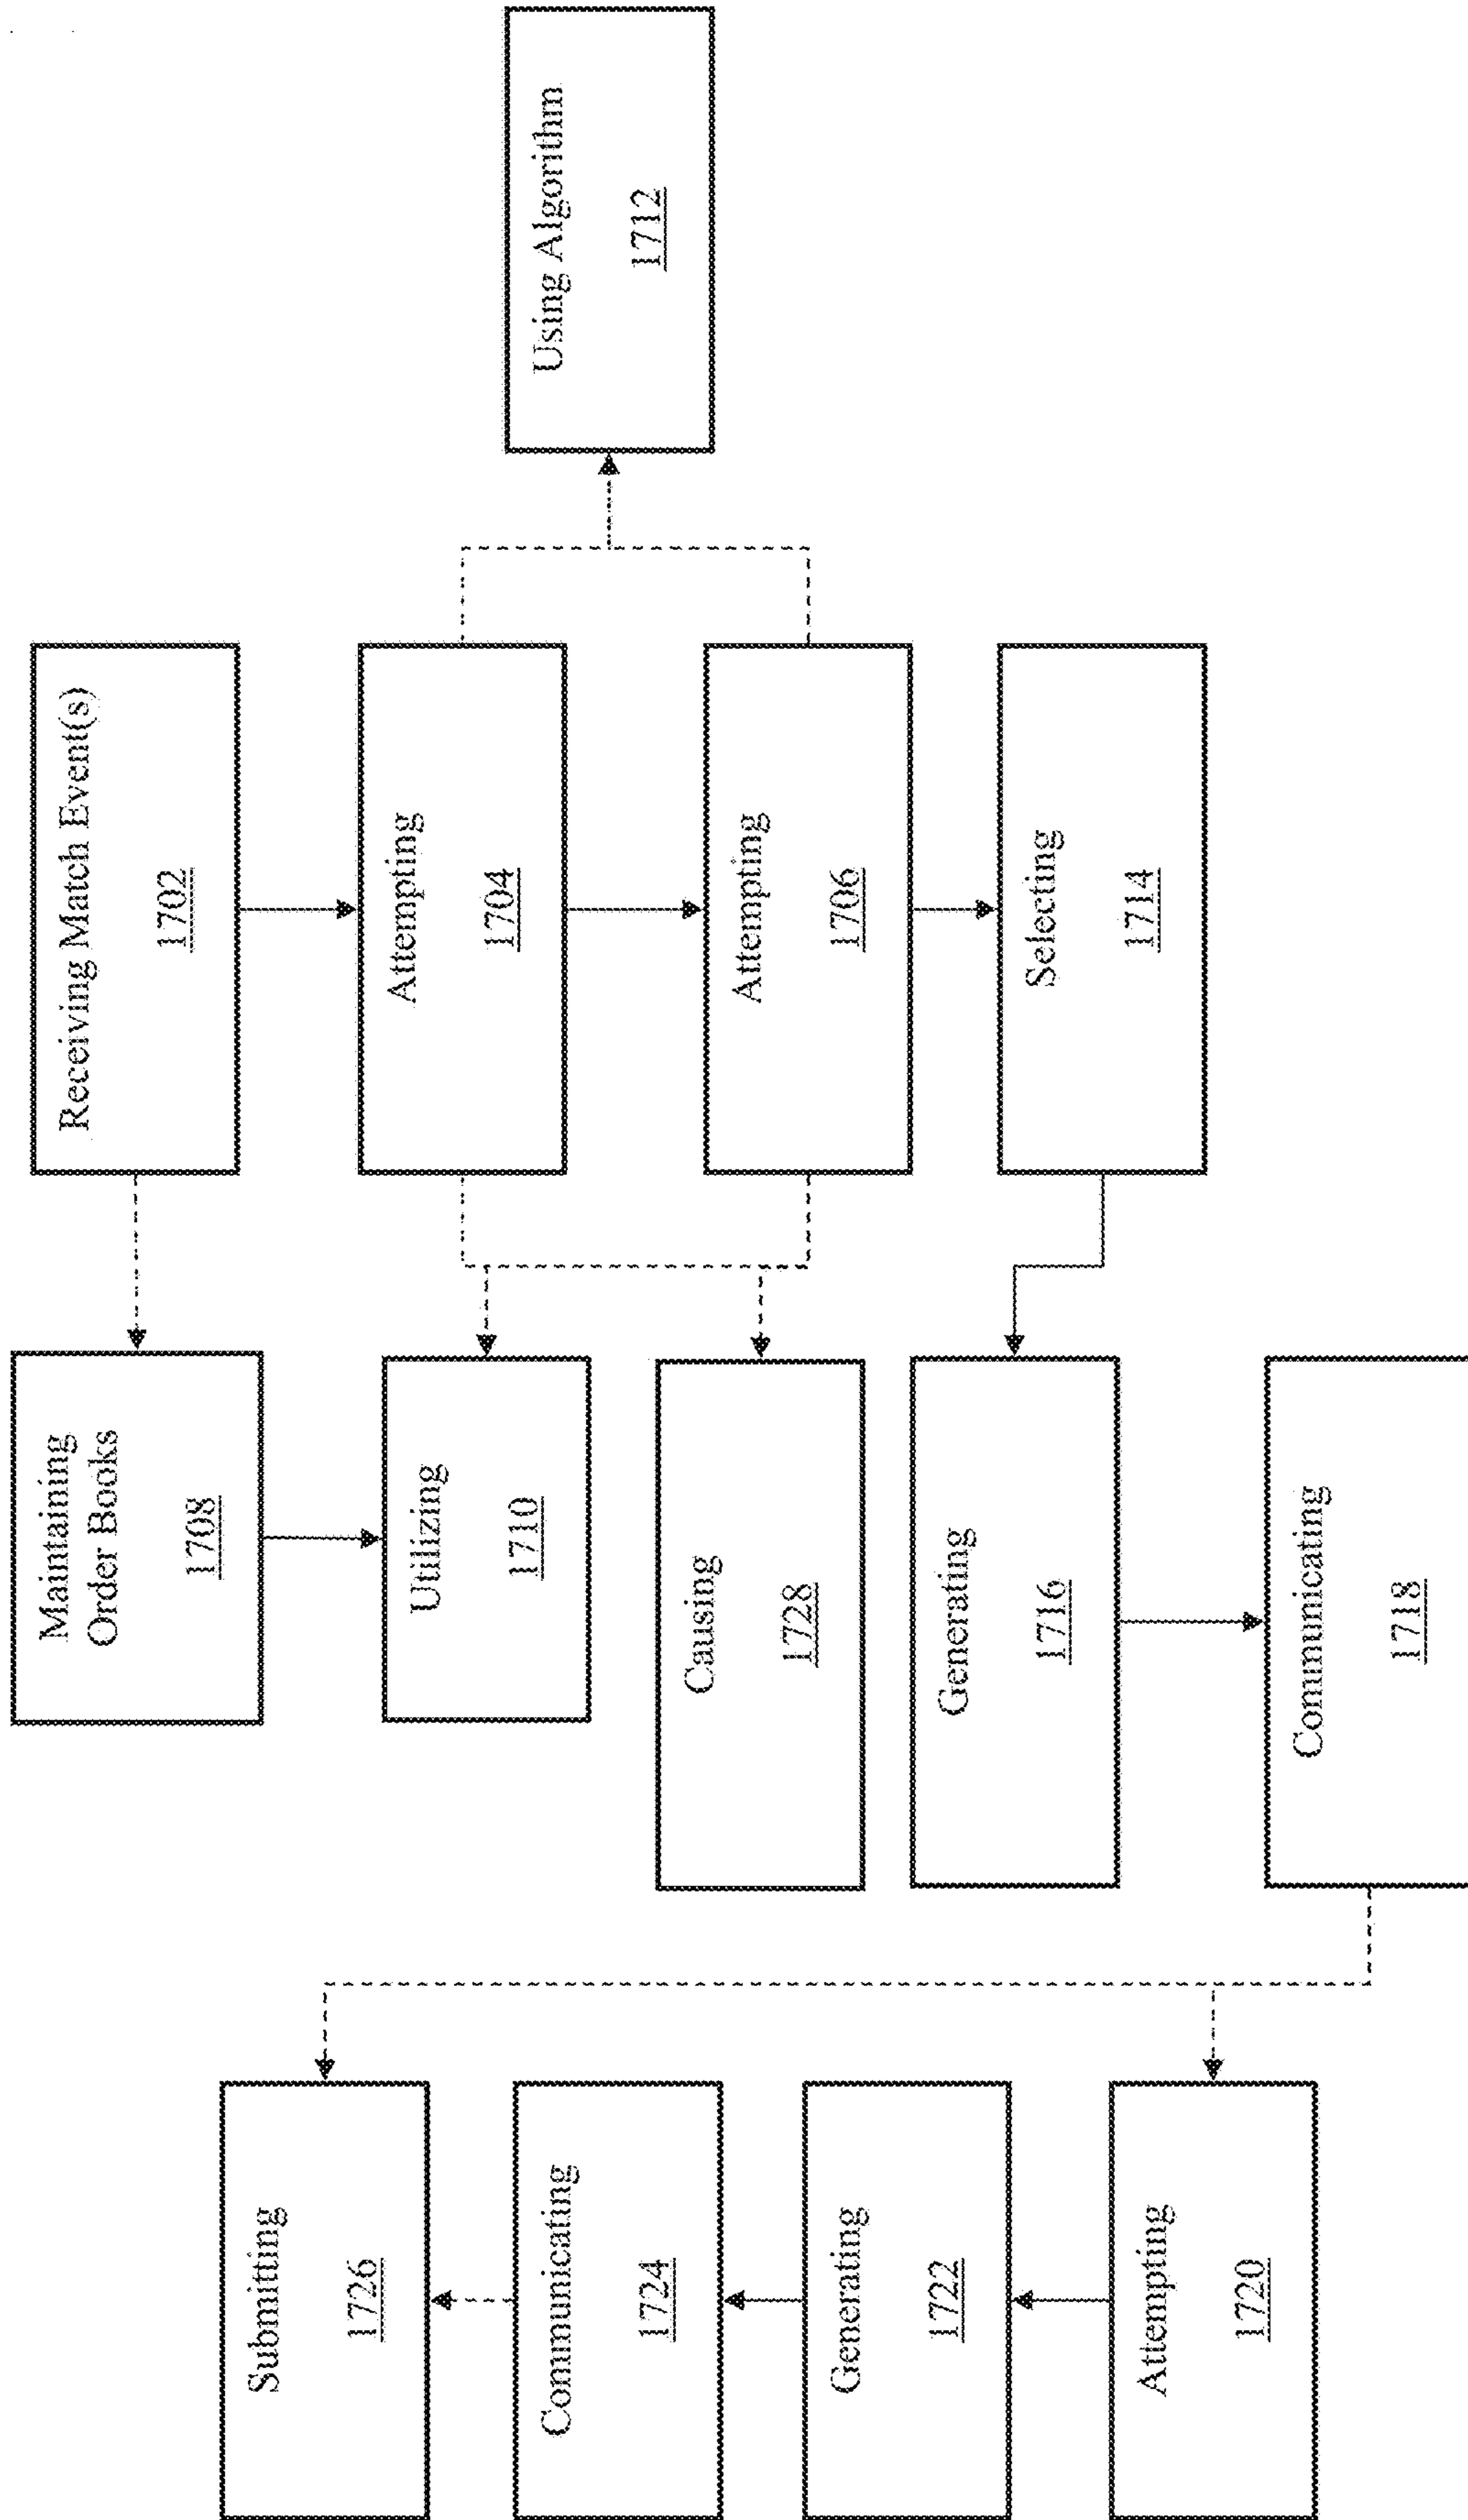 Submitting
1726
Communicating
1724
Generating
1722
Attempting
1720
Maintaining
Order Books
1708
Utilizing
1710
Causing
1728
Generating
1716
Communicating
1718
Receiving Match Event(s)
1702
Attempting
1704
Attempting
1706
Selecting
1714
Using Algorithm
1712